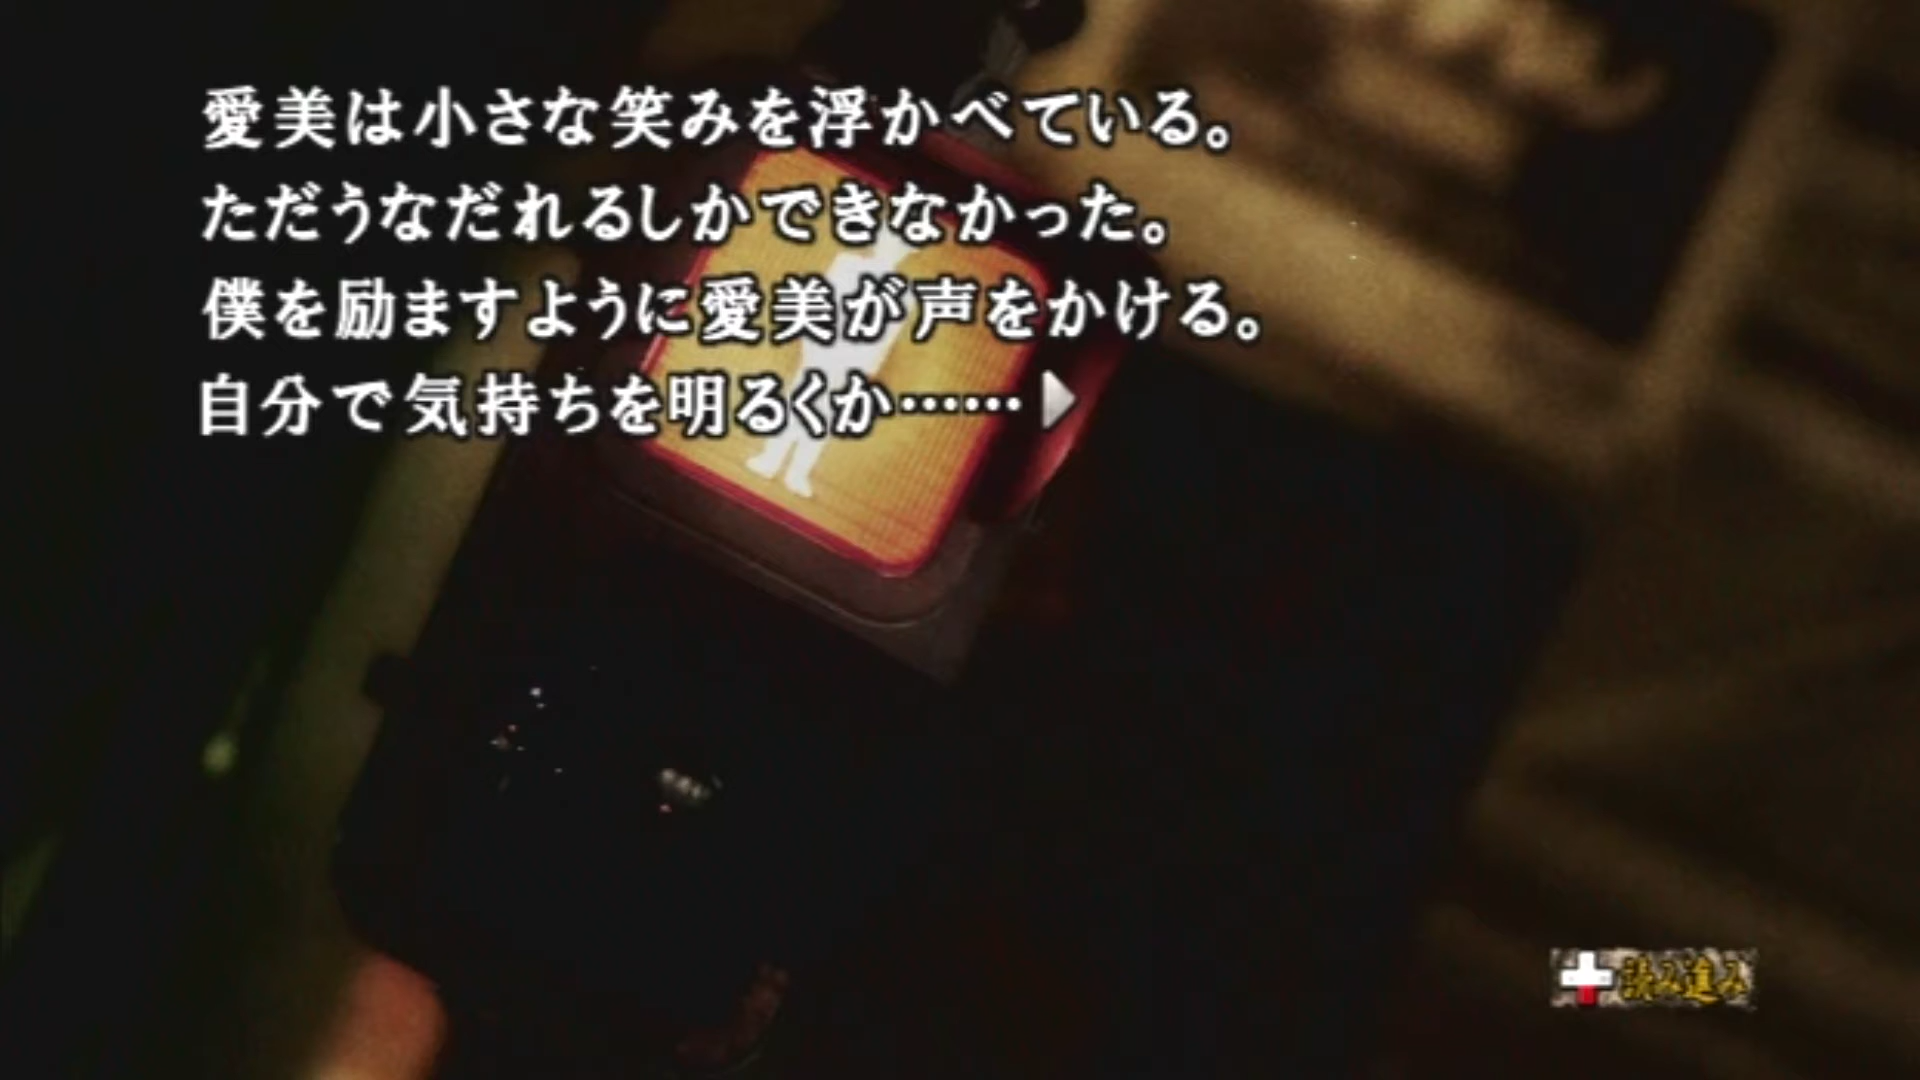 愛美は小さな笑みを浮かべている。
ただうなだれるしかできなかった。
僕を励ますように愛美が声をかける。
自分で気持ちを明るくか……
読み進み